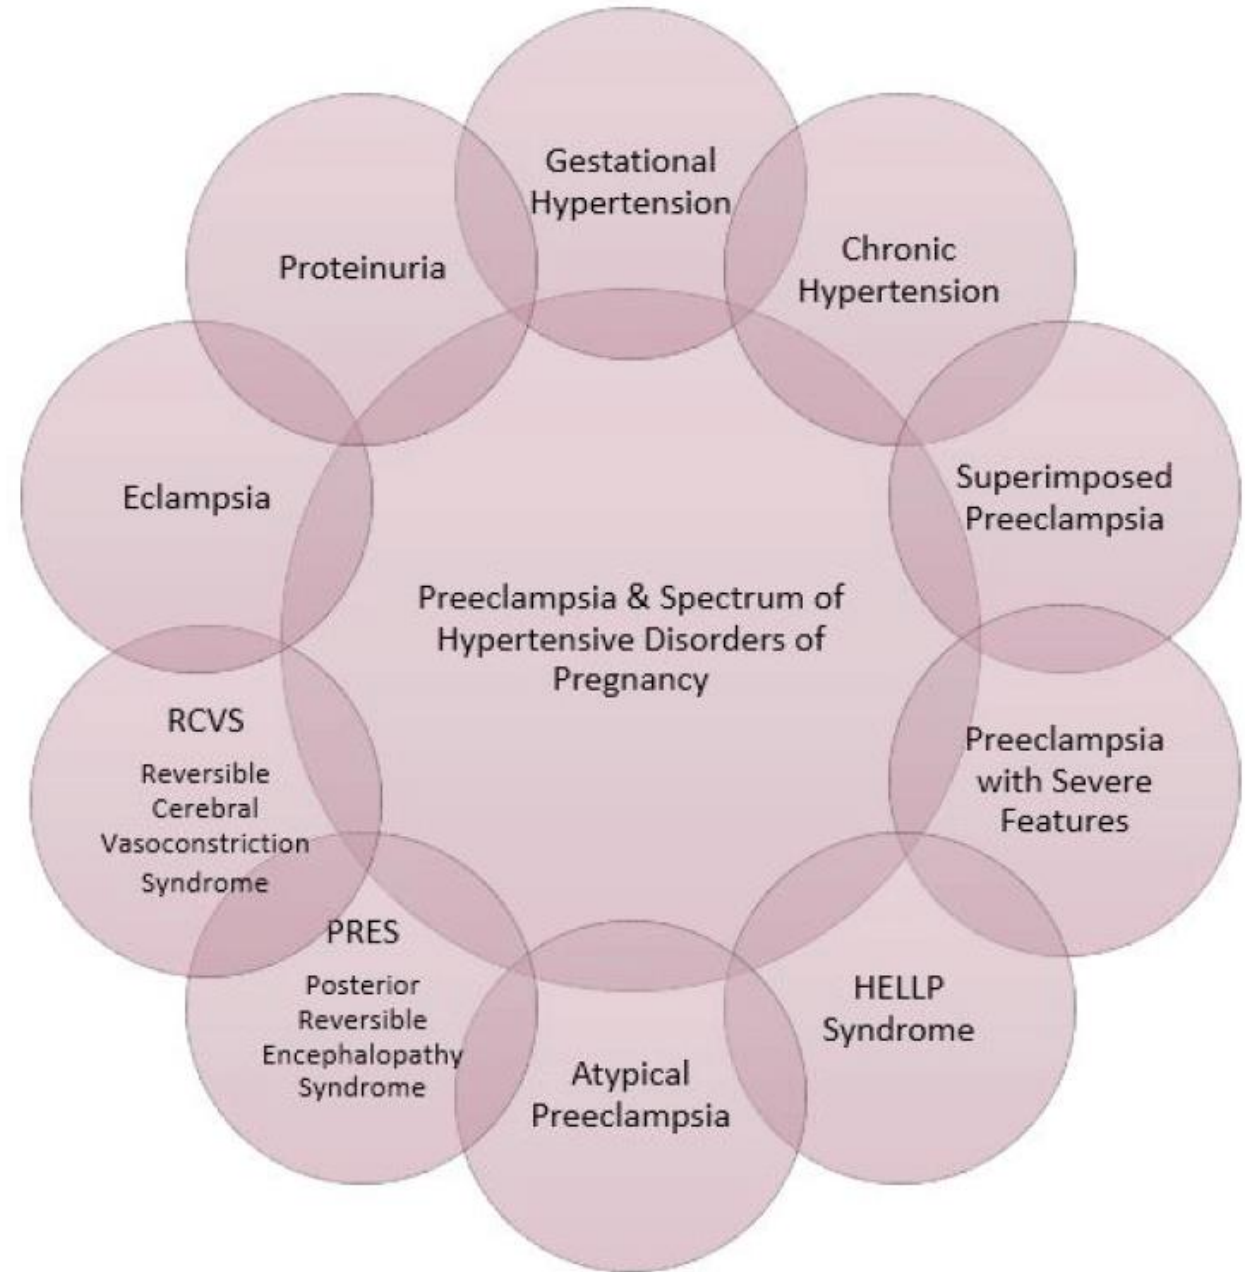 Gestational
Hypertension
Chronic
Hypertension
Superimposed
Preeclampsia
Preeclampsia
with Severe
Features
HELLP
Syndrome
Atypical
Preeclampsia
PRES
Posterior
Reversible
Encephalopathy
Syndrome
RCVS
Reversible
Cerebral
Vasoconstriction
Syndrome
Eclampsia
Proteinuria
Preeclampsia & Spectrum of
Hypertensive Disorders of
Pregnancy